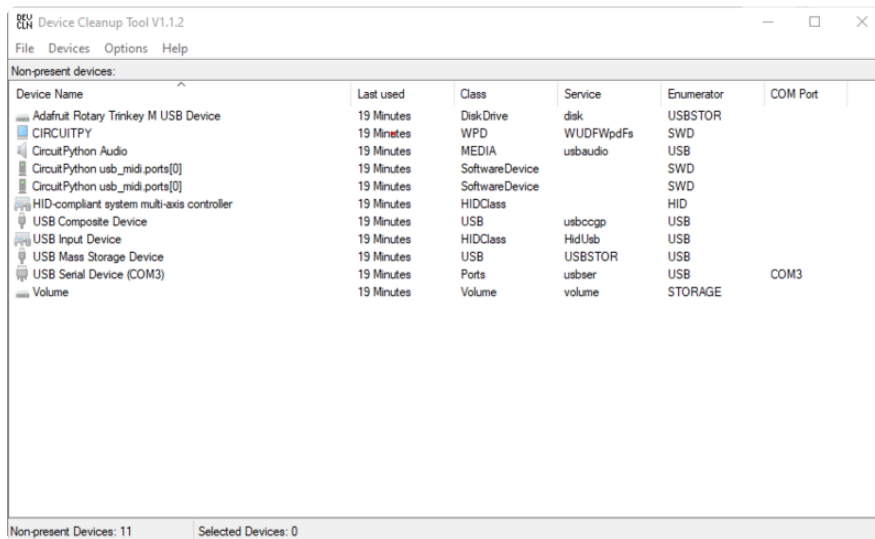 DEV CLN Device Cleanup Tool V1.1.2
File Devices Options Help
Non-present devices:
Device Name Last used Class Service Enumerator COM Port
Adafruit Rotary Trinkey M USB Device 19 Minutes DiskDrive disk USBSTOR
CIRCUITPY 19 Minutes WPD WUDFWpdFs SWD
CircuitPython Audio 19 Minutes MEDIA usbaudio USB
CircuitPython usb_midi.ports[0] 19 Minutes SoftwareDevice SWD
CircuitPython usb_midi.ports[0] 19 Minutes SoftwareDevice SWD
HID-compliant system multi-axis controller 19 Minutes HIDClass HID
USB Composite Device 19 Minutes USB usbccgp USB
USB Input Device 19 Minutes HIDClass HidUsb USB
USB Mass Storage Device 19 Minutes USB USBSTOR USB
USB Serial Device (COM3) 19 Minutes Ports usbser USB COM3
Volume 19 Minutes Volume volume STORAGE
Non-present Devices: 11 Selected Devices: 0